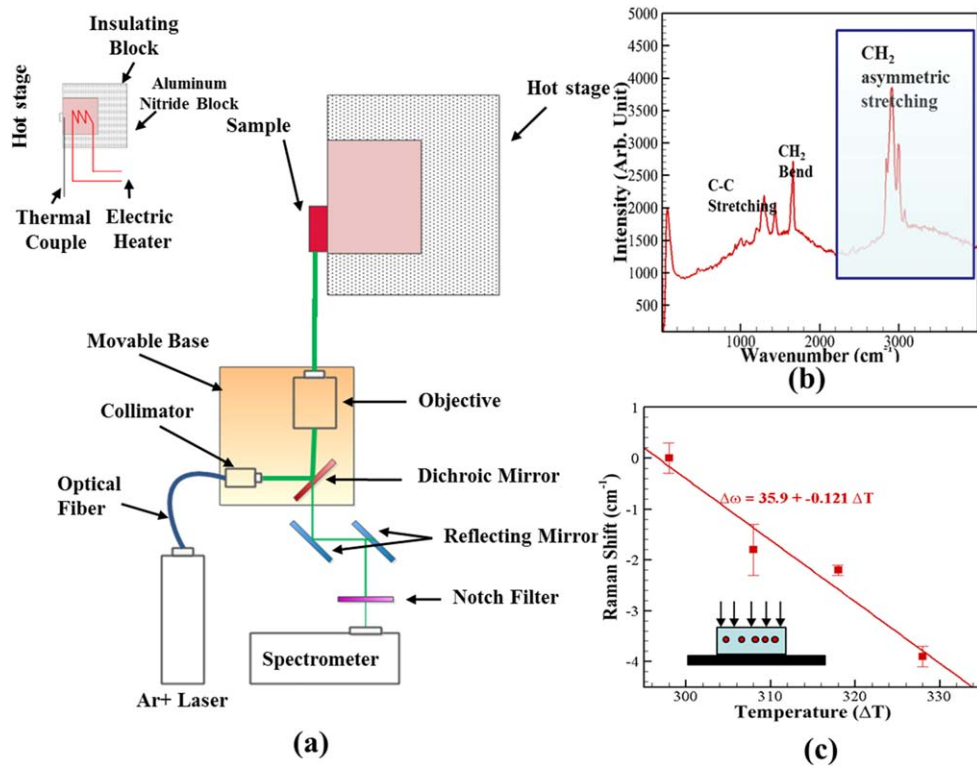 Insulating
Block
Aluminum
Nitride Block
Hot stage
Sample
Hot stage
Thermal
Couple
Electric
Heater
Movable Base
Collimator
Objective
Optical
Fiber
Dichroic Mirror
Reflecting Mirror
Notch Filter
Spectrometer
Ar+ Laser
(a)
5000
4500
4000
3500
3000
2500
2000
1500
1000
500
Intensity (Arb. Unit)
CH2
asymmetric
stretching
CH2
Bend
C-C
Stretching
1000
2000
3000
Wavenumber (cm-1)
(b)
1
0
-1
-2
-3
-4
Raman Shift (cm-1)
Δω = 35.9 + -0.121 ΔT
300
310
320
330
Temperature (ΔT)
(c)